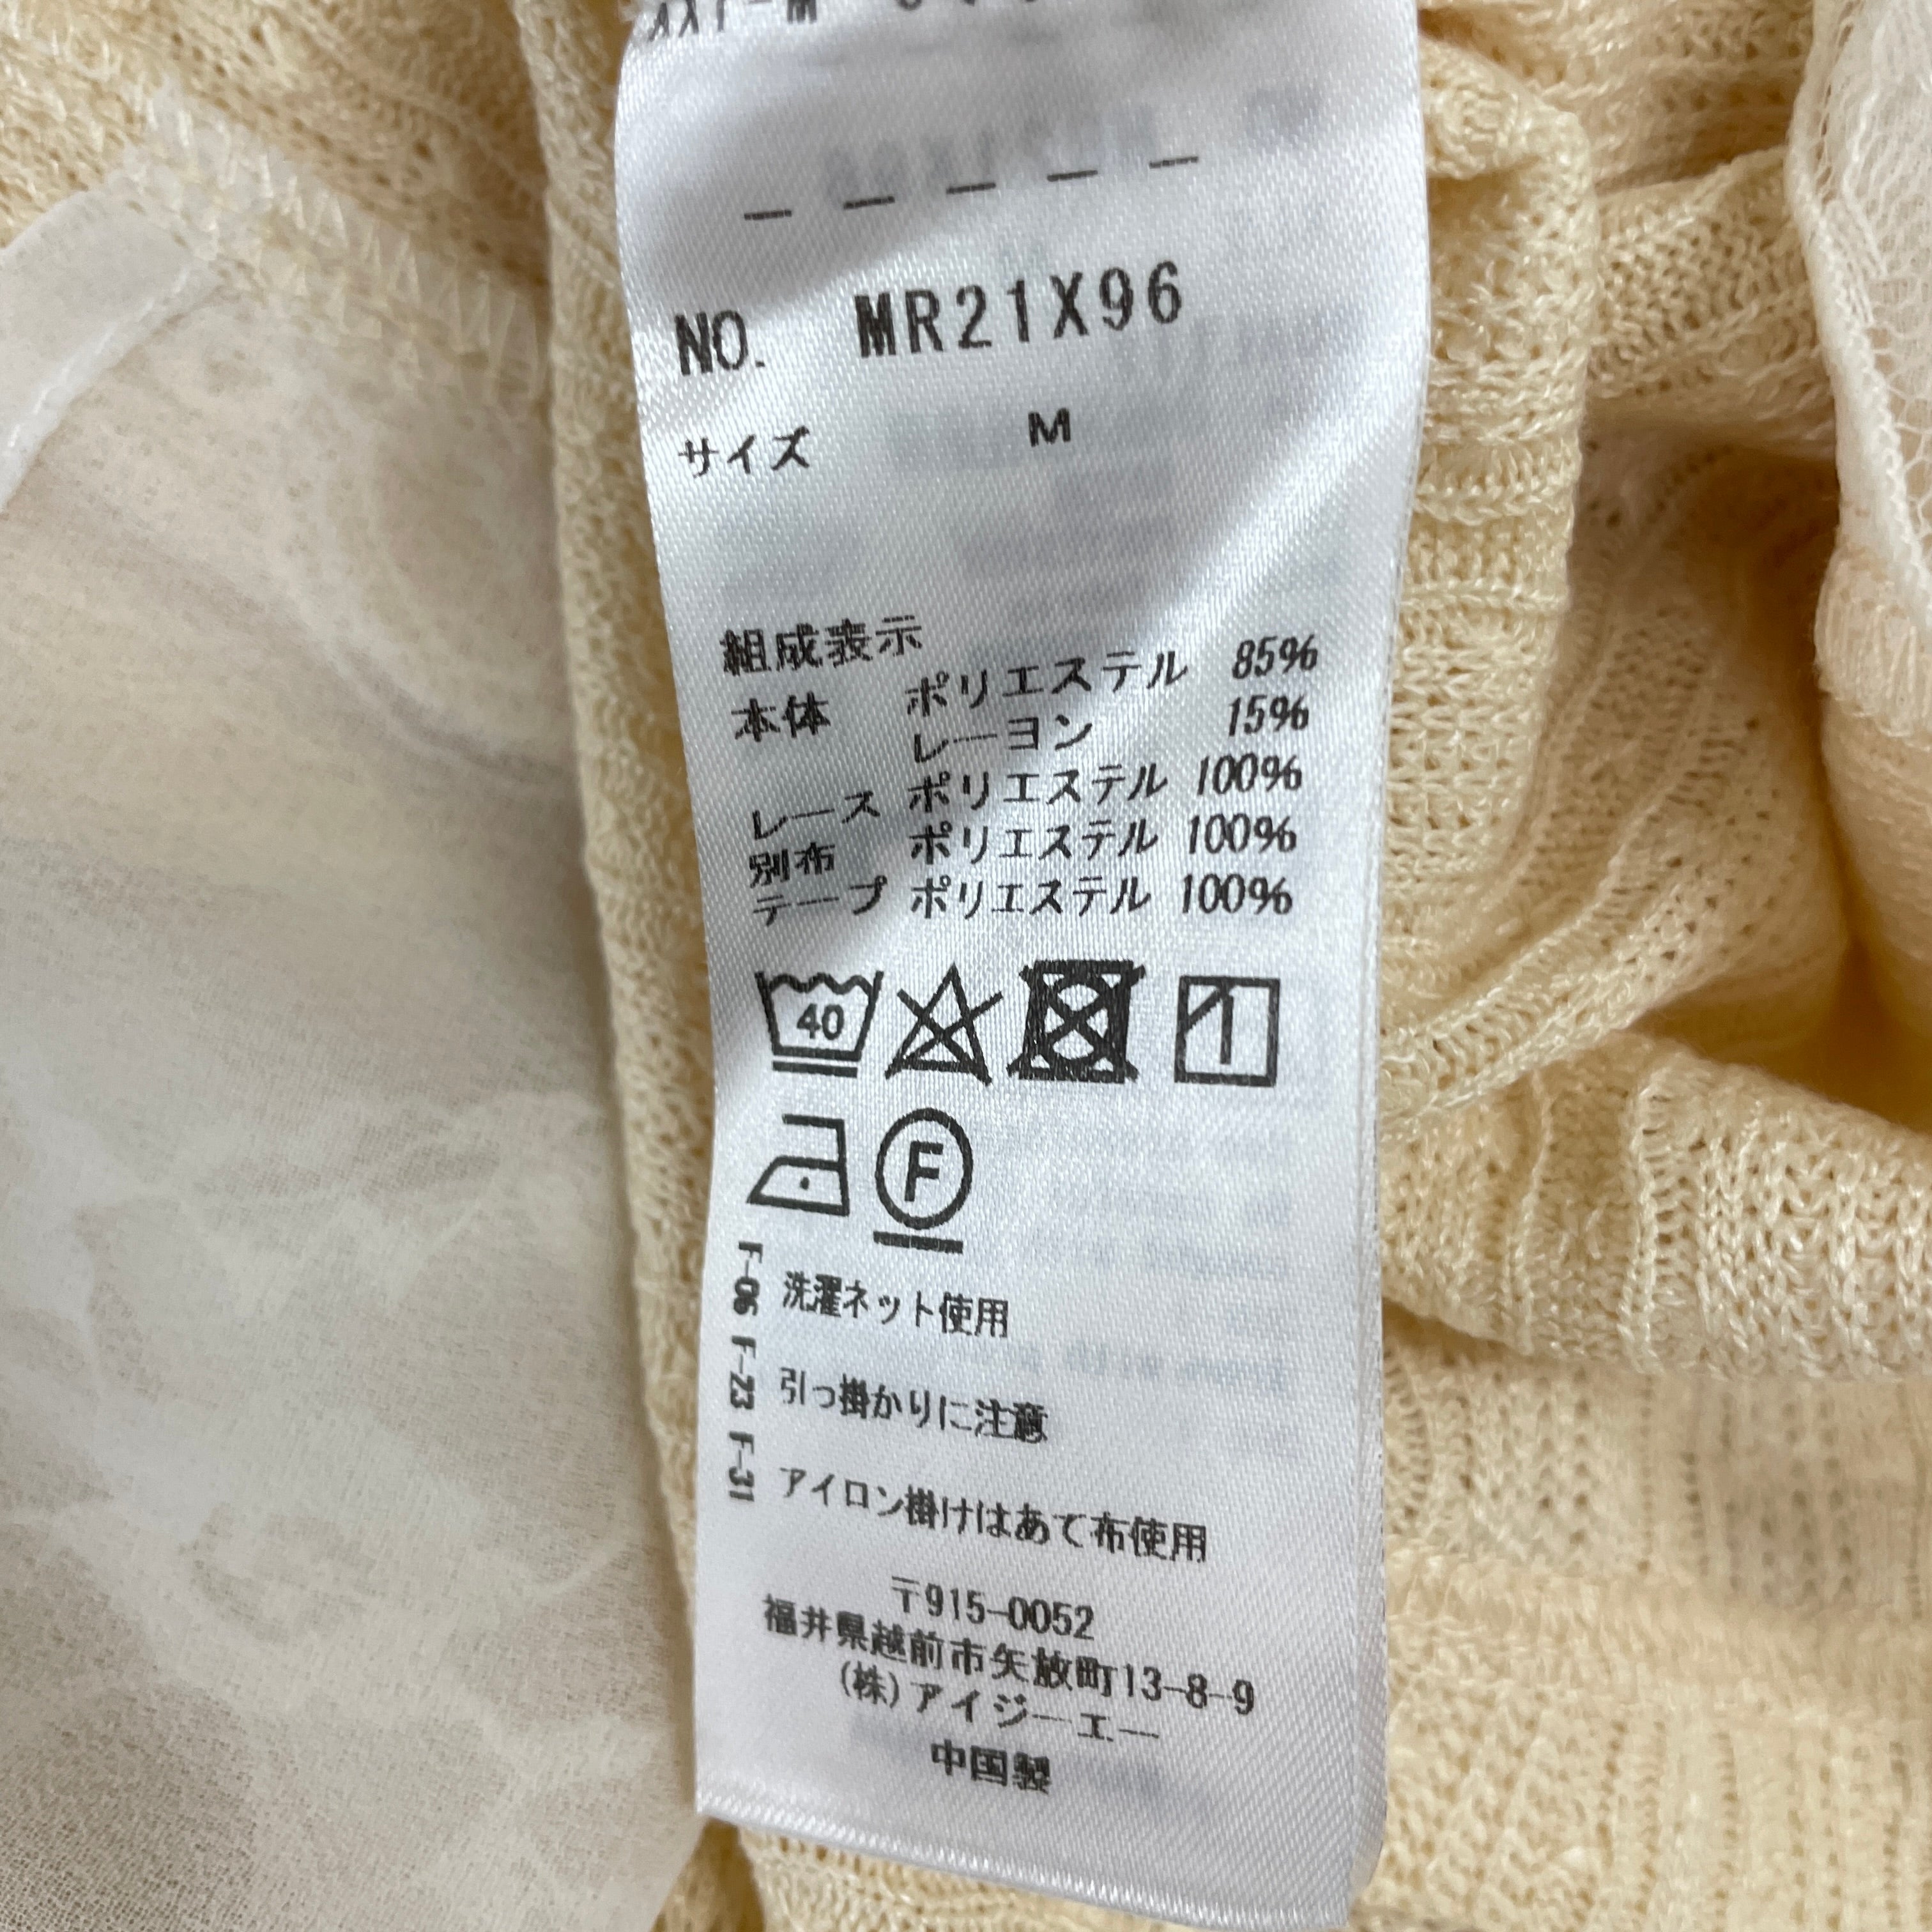 NO. MR21X96
サイズ M
組成表示
本体 ポリエステル 85%
レーヨン 15%
レース ポリエステル 100%
別布 ポリエステル 100%
テープ ポリエステル 100%
40
F
F-06 洗濯ネット使用
F-23 引っ掛かりに注意
F-31 アイロン掛けはあて布使用
〒915-0052
福井県越前市矢放町13-8-9
(株)アイジーエー
中国製